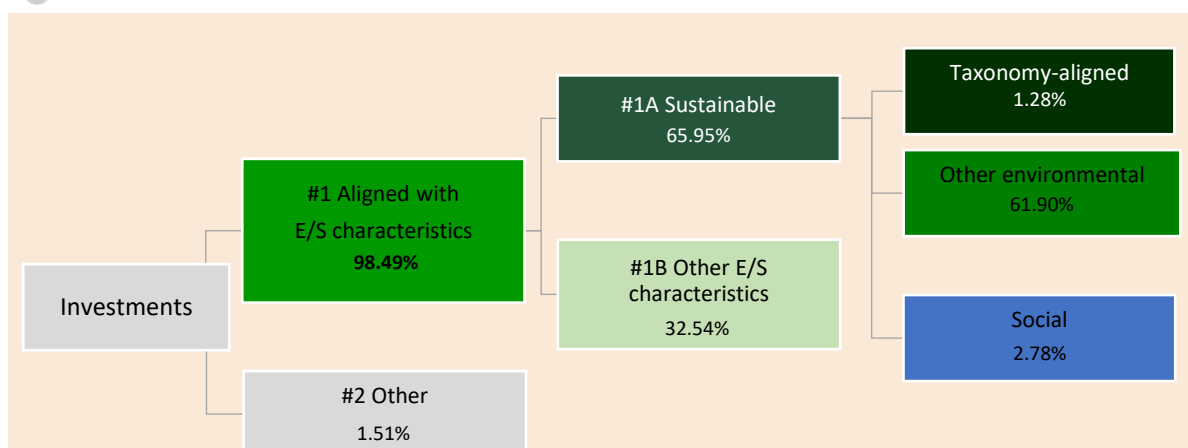 Investments
#1 Aligned with
E/S characteristics
98.49%
#2 Other
1.51%
#1A Sustainable
65.95%
#1B Other E/S
characteristics
32.54%
Taxonomy-aligned
1.28%
Other environmental
61.90%
Social
2.78%